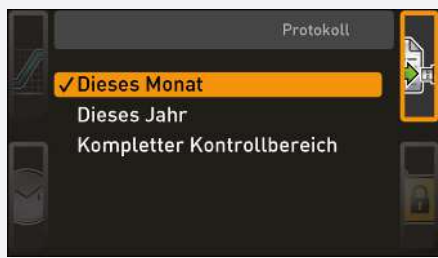 Protokoll
✓Dieses Monat
Dieses Jahr
Kompletter Kontrollbereich